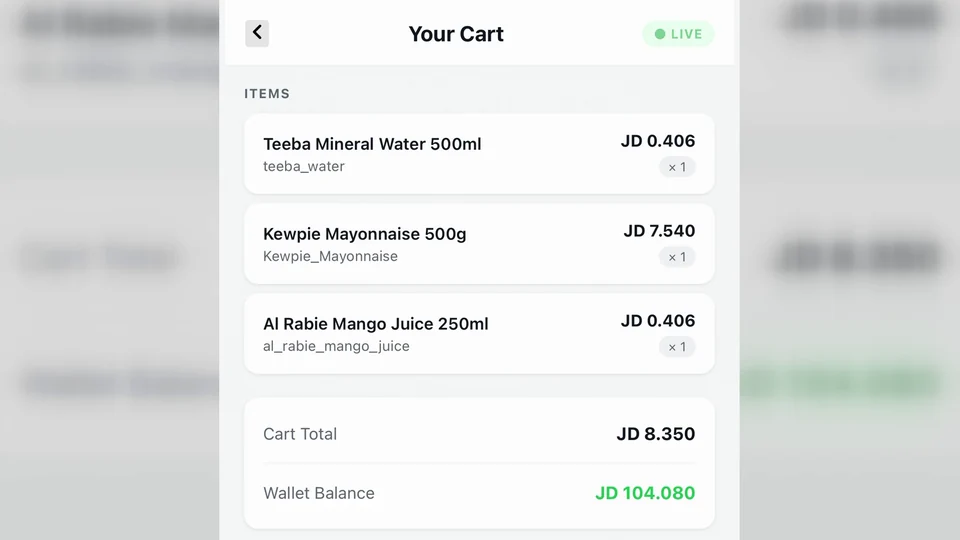 Your Cart
LIVE
ITEMS
Teeba Mineral Water 500ml
JD 0.406
teeba_water
× 1
Kewpie Mayonnaise 500g
JD 7.540
Kewpie_Mayonnaise
× 1
Al Rabie Mango Juice 250ml
JD 0.406
al_rabie_mango_juice
× 1
Cart Total
JD 8.350
Wallet Balance
JD 104.080